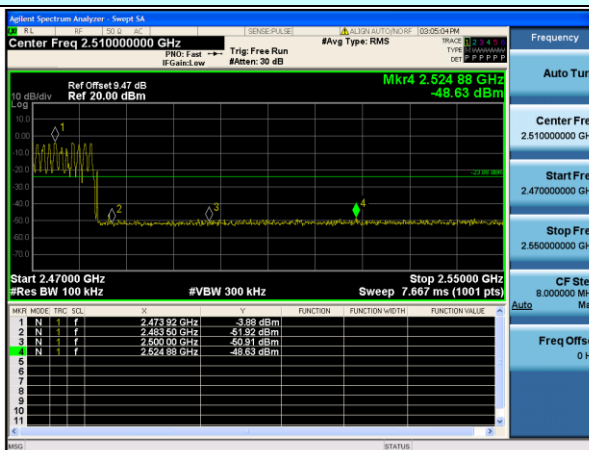 Agilent Spectrum Analyzer - Swept SA
RL RF 50 Ω AC SENSE:PULSE ALIGN AUTO/NO RF 03:05:04 PM
Center Freq 2.510000000 GHz
PNO: Fast
IFGain:Low
Trig: Free Run
#Atten: 30 dB
#Avg Type: RMS
TRACE 1 2 3 4 5 6
TYPE
DET P P P P P P
Ref Offset 9.47 dB
Ref 20.00 dBm
10 dB/div
Log
Mkr4 2.524 88 GHz
-48.63 dBm
10.0
0.00
-10.0
-20.0
-30.0
-40.0
-50.0
-60.0
-70.0
1
2
3
4
Start 2.47000 GHz
Stop 2.55000 GHz
#Res BW 100 kHz
#VBW 300 kHz
Sweep 7.667 ms (1001 pts)
MKR MODE TRC SCL X Y FUNCTION FUNCTION WIDTH FUNCTION VALUE
1 N 1 f 2.473 92 GHz -3.88 dBm
2 N 1 f 2.483 50 GHz -51.92 dBm
3 N 1 f 2.500 00 GHz -50.91 dBm
4 N 1 f 2.524 88 GHz -48.63 dBm
5
6
7
8
9
10
11
MSG
STATUS
Frequency
Auto Tun
Center Fre
2.510000000 GH
Start Fre
2.470000000 GH
Stop Fre
2.550000000 GH
CF Ste
8.000000 MH
Auto Ma
Freq Offse
0 H